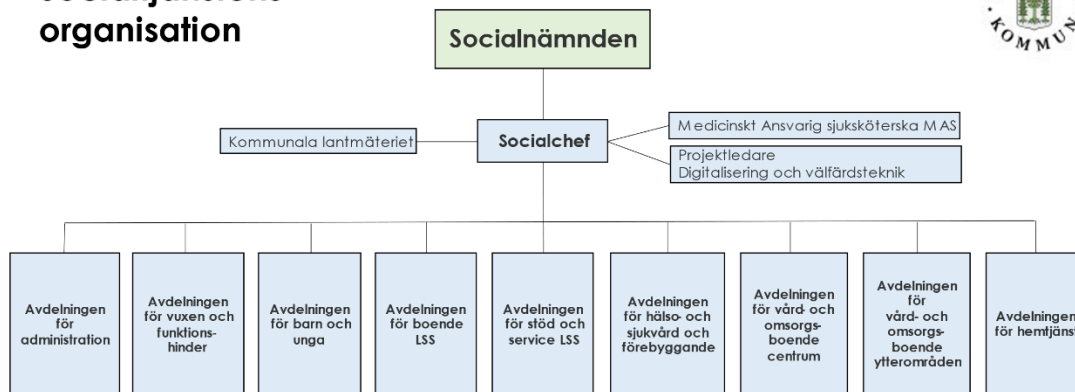 organisation
KOMMUN
Socialnämnden
Kommunala lantmäteriet
Socialchef
Medicinskt Ansvarig sjuksköterska MAS
Projektledare
Digitalisering och välfärdsteknik
Avdelningen
för
administration
Avdelningen
för vuxen och
funktions-
hinder
Avdelningen
för barn och
unga
Avdelningen
för boende
LSS
Avdelningen
för stöd och
service LSS
Avdelningen
för hälso- och
sjukvård och
förebyggande
Avdelningen
för vård- och
omsorgs-
boende
centrum
Avdelningen
för
vård- och
omsorgs-
boende
ytterområden
Avdelningen
för hemtjänst